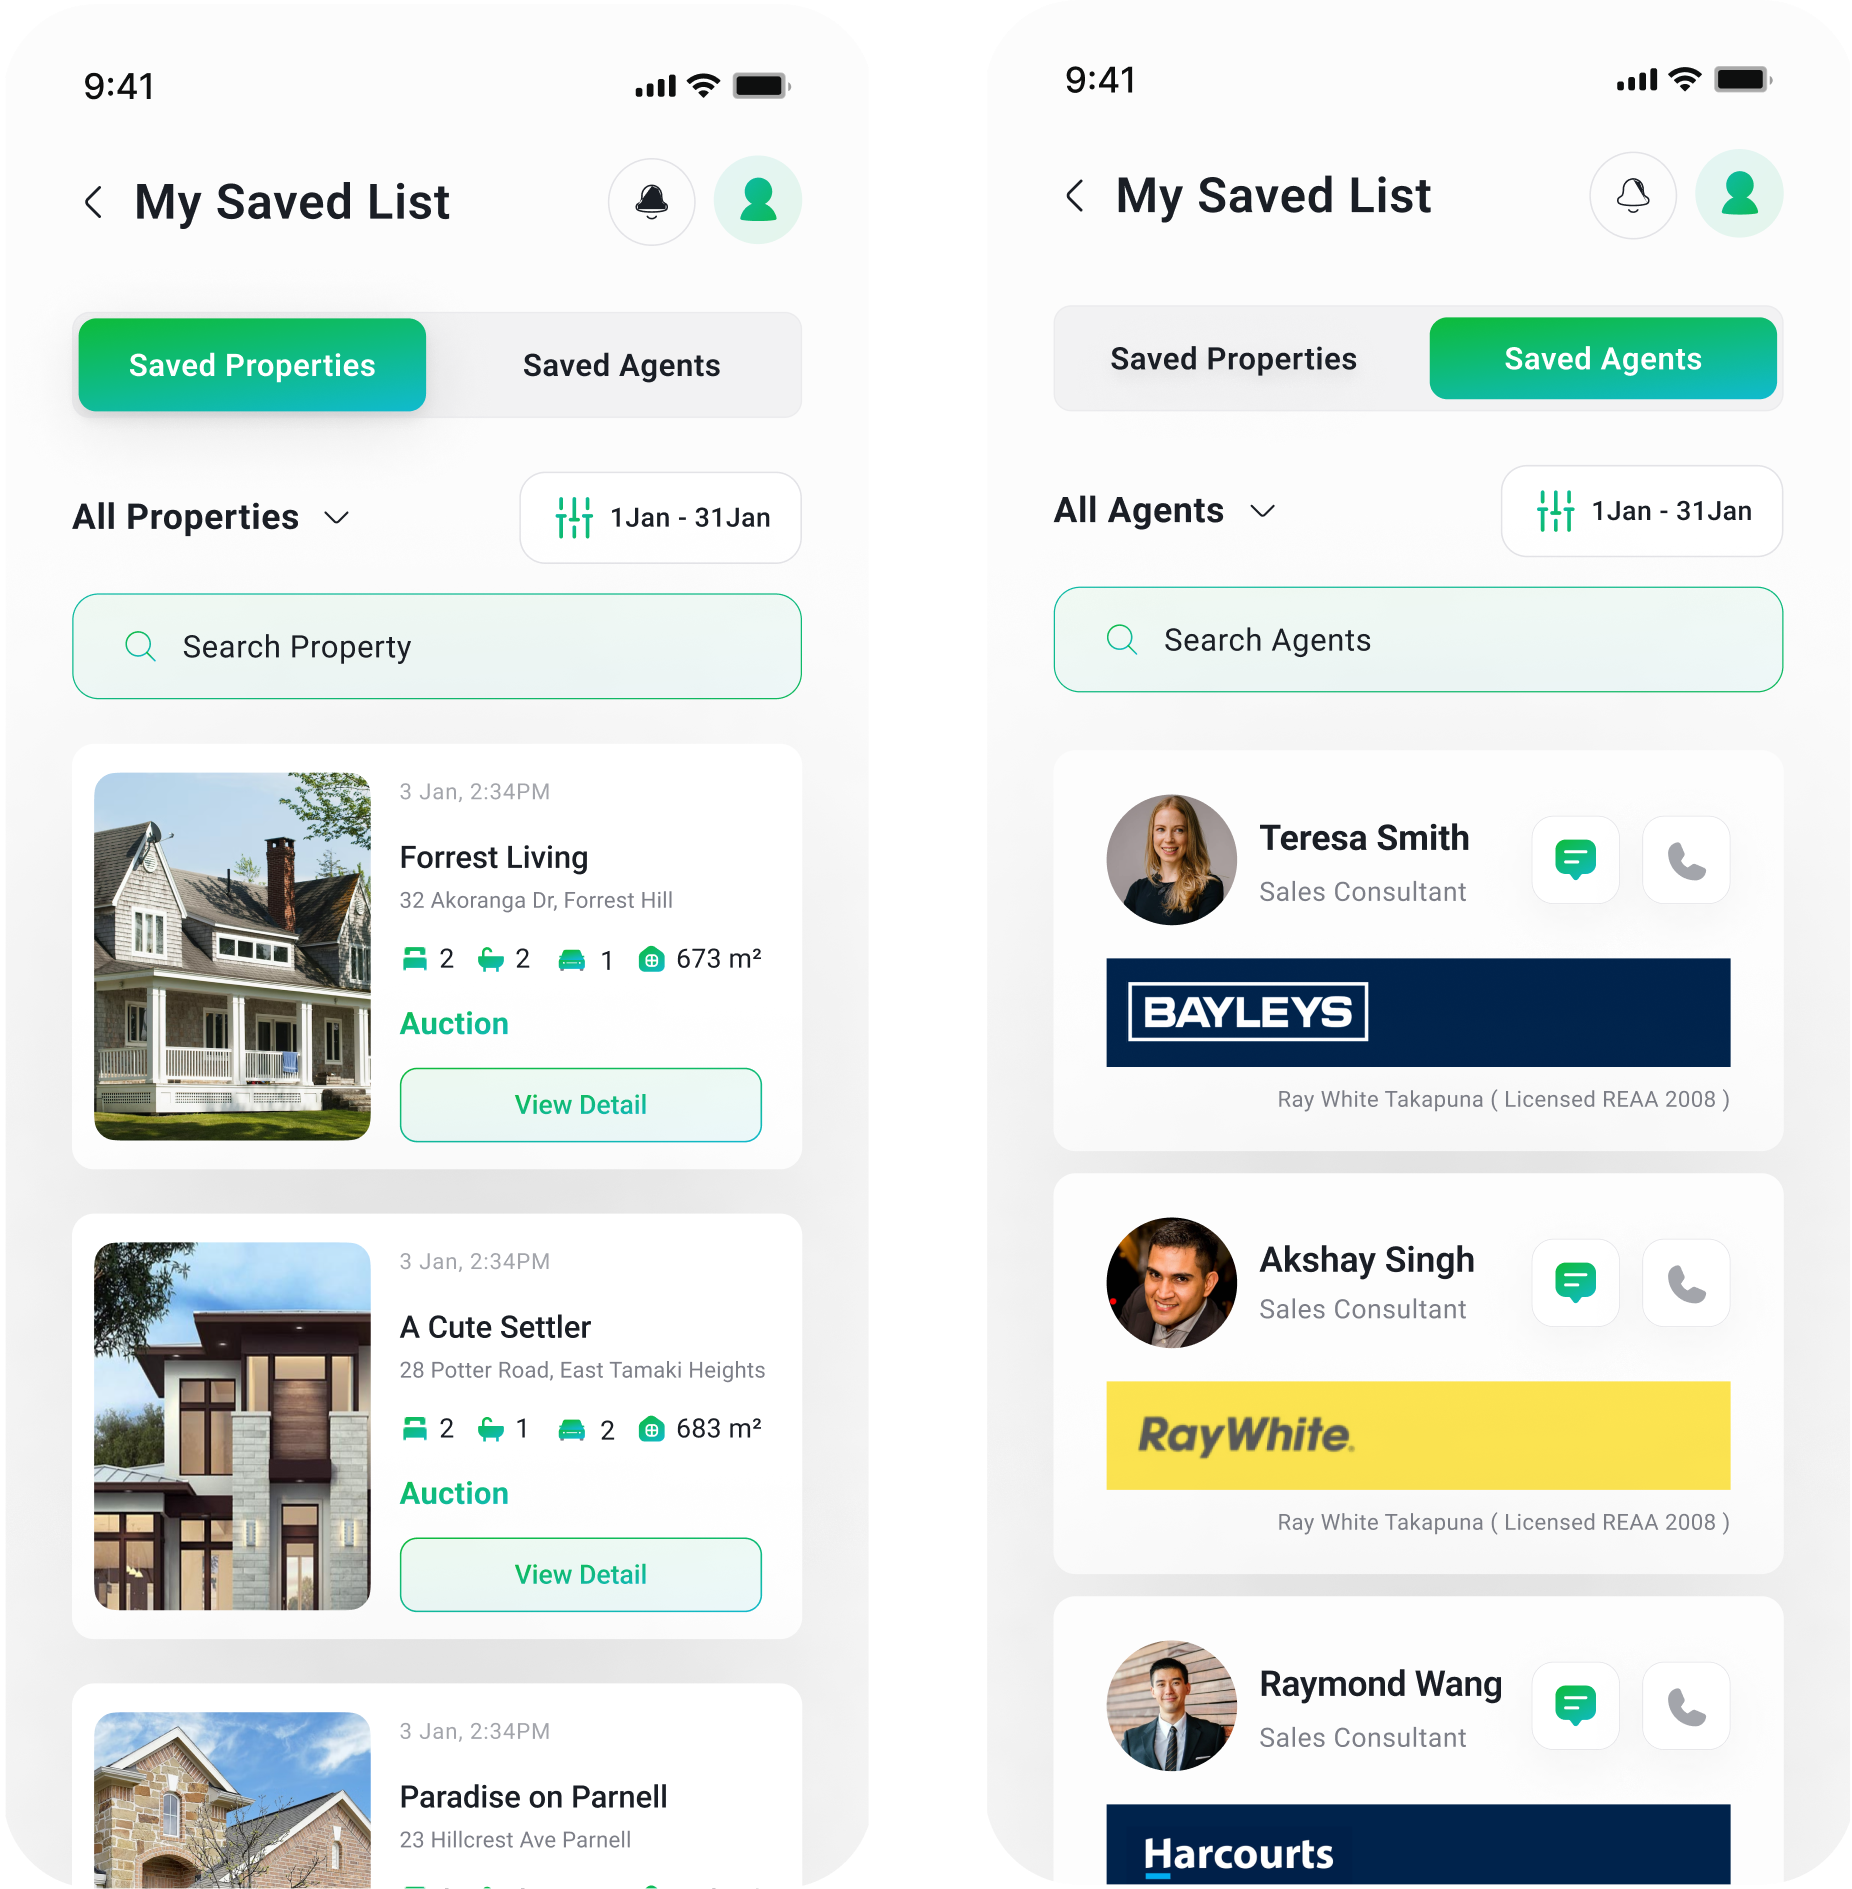 9:41
My Saved List
Saved Properties
Saved Agents
All Properties
1Jan - 31Jan
Search Property
3 Jan, 2:34PM
Forrest Living
32 Akoranga Dr, Forrest Hill
2 2 1 673 m²
Auction
View Detail
3 Jan, 2:34PM
A Cute Settler
28 Potter Road, East Tamaki Heights
2 1 2 683 m²
Auction
View Detail
3 Jan, 2:34PM
Paradise on Parnell
23 Hillcrest Ave Parnell
9:41
My Saved List
Saved Properties
Saved Agents
All Agents
1Jan - 31Jan
Search Agents
Teresa Smith
Sales Consultant
BAYLEYS
Ray White Takapuna ( Licensed REAA 2008 )
Akshay Singh
Sales Consultant
RayWhite.
Ray White Takapuna ( Licensed REAA 2008 )
Raymond Wang
Sales Consultant
Harcourts